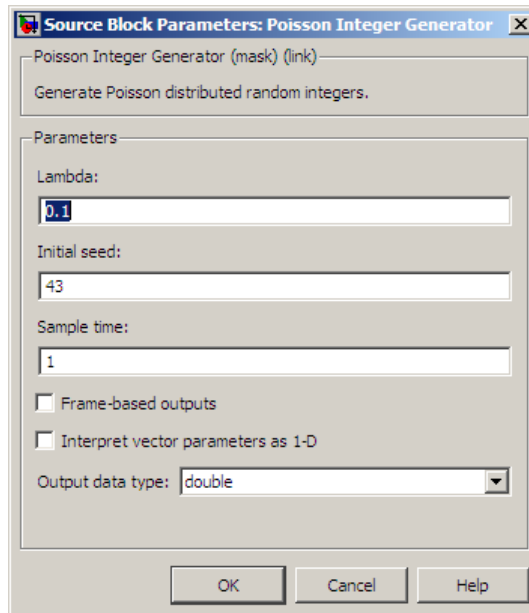 Source Block Parameters: Poisson Integer Generator
Poisson Integer Generator (mask) (link)
Generate Poisson distributed random integers.
Parameters
Lambda:
0.1
Initial seed:
43
Sample time:
1
Frame-based outputs
Interpret vector parameters as 1-D
Output data type: double
OK Cancel Help